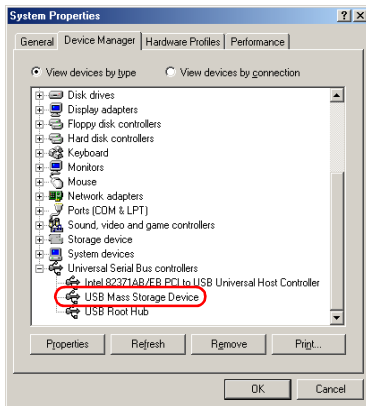 System Properties
General Device Manager Hardware Profiles Performance
View devices by type View devices by connection
Disk drives
Display adapters
Floppy disk controllers
Hard disk controllers
Keyboard
Monitors
Mouse
Network adapters
Ports (COM & LPT)
Sound, video and game controllers
Storage device
System devices
Universal Serial Bus controllers
Intel 82371AB/EB PCI to USB Universal Host Controller
USB Mass Storage Device
USB Root Hub
Properties Refresh Remove Print...
OK Cancel